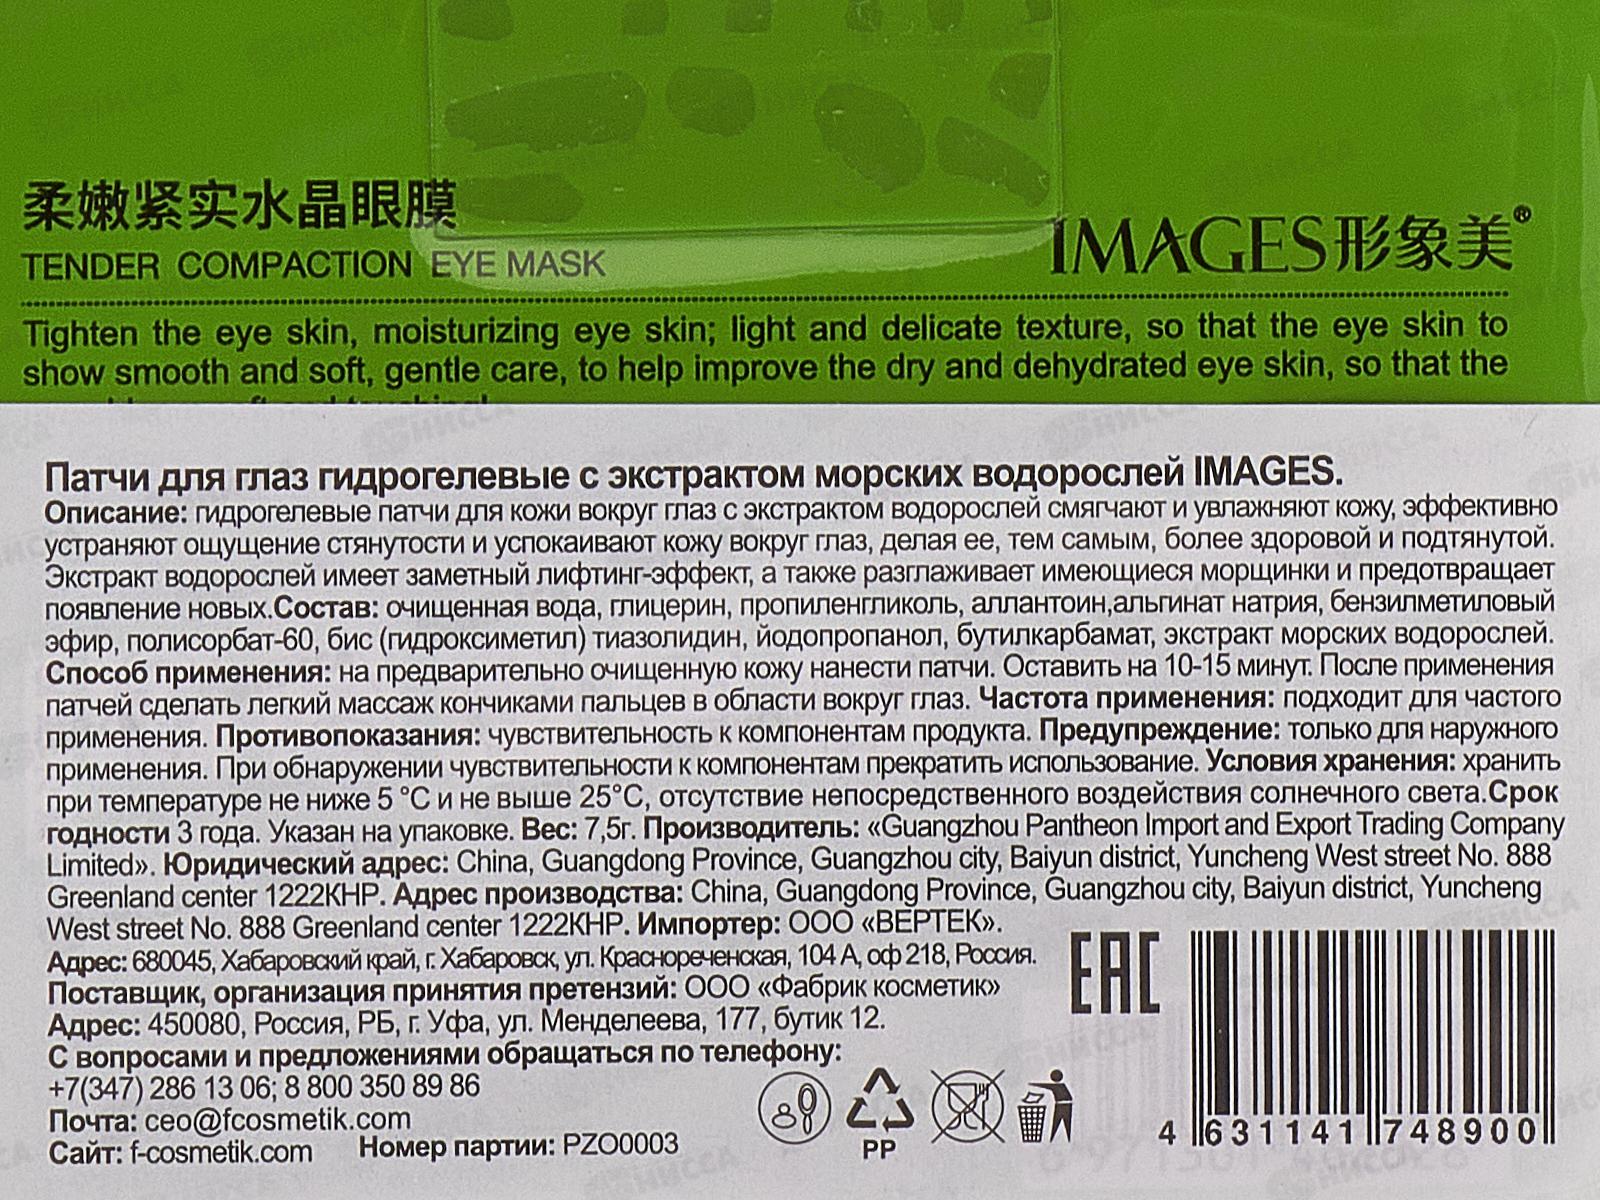 柔嫩紧实水晶眼膜
TENDER COMPACTION EYE MASK
IMAGES形象美®
Tighten the eye skin, moisturizing eye skin; light and delicate texture, so that the eye skin to
show smooth and soft, gentle care, to help improve the dry and dehydrated eye skin, so that the
Патчи для глаз гидрогелевые с экстрактом морских водорослей IMAGES.
Описание: гидрогелевые патчи для кожи вокруг глаз с экстрактом водорослей смягчают и увлажняют кожу, эффективно
устраняют ощущение стянутости и успокаивают кожу вокруг глаз, делая ее, тем самым, более здоровой и подтянутой.
Экстракт водорослей имеет заметный лифтинг-эффект, а также разглаживает имеющиеся морщинки и предотвращает
появление новых.Состав: очищенная вода, глицерин, пропиленгликоль, аллантоин,альгинат натрия, бензилметиловый
эфир, полисорбат-60, бис (гидроксиметил) тиазолидин, йодопропанол, бутилкарбамат, экстракт морских водорослей.
Способ применения: на предварительно очищенную кожу нанести патчи. Оставить на 10-15 минут. После применения
патчей сделать легкий массаж кончиками пальцев в области вокруг глаз. Частота применения: подходит для частого
применения. Противопоказания: чувствительность к компонентам продукта. Предупреждение: только для наружного
применения. При обнаружении чувствительности к компонентам прекратить использование. Условия хранения: хранить
при температуре не ниже 5 °C и не выше 25°C, отсутствие непосредственного воздействия солнечного света.Срок
годности 3 года. Указан на упаковке. Вес: 7,5г. Производитель: «Guangzhou Pantheon Import and Export Trading Company
Limited». Юридический адрес: China, Guangdong Province, Guangzhou city, Baiyun district, Yuncheng West street No. 888
Greenland center 1222КНР. Адрес производства: China, Guangdong Province, Guangzhou city, Baiyun district, Yuncheng
West street No. 888 Greenland center 1222КНР. Импортер: ООО «ВЕРТЕК».
Адрес: 680045, Хабаровский край, г. Хабаровск, ул. Краснореченская, 104 А, оф 218, Россия.
Поставщик, организация принятия претензий: ООО «Фабрик косметик»
Адрес: 450080, Россия, РБ, г. Уфа, ул. Менделеева, 177, бутик 12.
С вопросами и предложениями обращаться по телефону:
+7(347) 286 13 06; 8 800 350 89 86
Почта: ceo@fcosmetik.com
Сайт: f-cosmetik.com Номер партии: PZO0003
PP
EAC
4 631141 748900